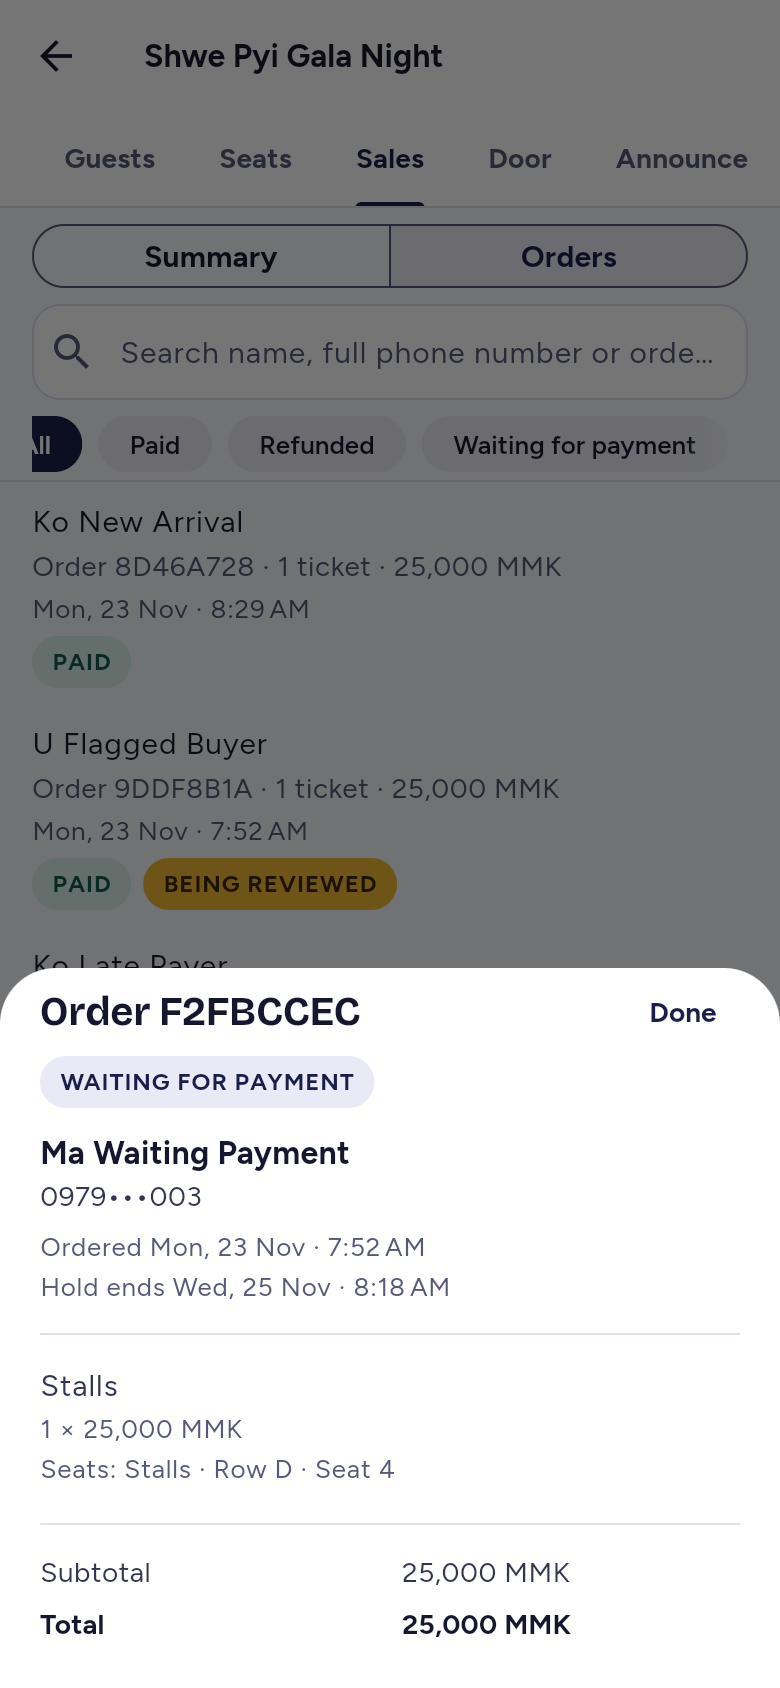 Shwe Pyi Gala Night
Guests Seats Sales Door Announce
Summary Orders
Search name, full phone number or orde...
All Paid Refunded Waiting for payment
Ko New Arrival
Order 8D46A728 · 1 ticket · 25,000 MMK
Mon, 23 Nov · 8:29 AM
PAID
U Flagged Buyer
Order 9DDF8B1A · 1 ticket · 25,000 MMK
Mon, 23 Nov · 7:52 AM
PAID BEING REVIEWED
Ko Late Payer
Order F2FBCCEC Done
WAITING FOR PAYMENT
Ma Waiting Payment
0979•••003
Ordered Mon, 23 Nov · 7:52 AM
Hold ends Wed, 25 Nov · 8:18 AM
Stalls
1 × 25,000 MMK
Seats: Stalls · Row D · Seat 4
Subtotal 25,000 MMK
Total 25,000 MMK